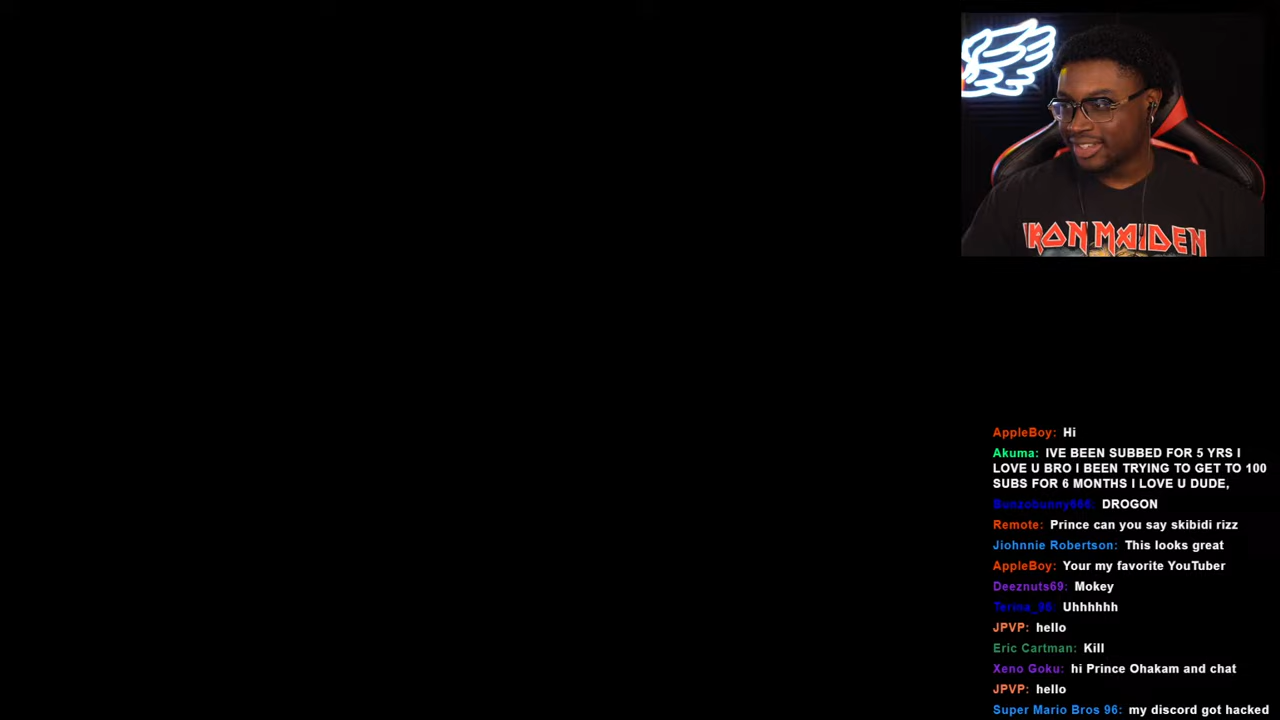 IRON MAIDEN
AppleBoy: Hi
Akuma: IVE BEEN SUBBED FOR 5 YRS I
LOVE U BRO I BEEN TRYING TO GET TO 100
SUBS FOR 6 MONTHS I LOVE U DUDE,
Bunzobunny666: DROGON
Remote: Prince can you say skibidi rizz
Jiohnnie Robertson: This looks great
AppleBoy: Your my favorite YouTuber
Deeznuts69: Mokey
Uhhhhhh
JPVP: hello
Eric Cartman: Kill
Xeno Goku: hi Prince Ohakam and chat
JPVP: hello
Super Mario Bros 96: my discord got hacked